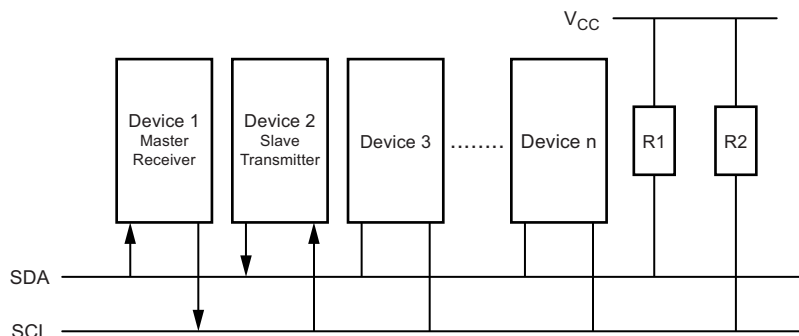 VCC
Device 1
Master
Receiver
Device 2
Slave
Transmitter
Device 3
........
Device n
R1
R2
SDA
SCL